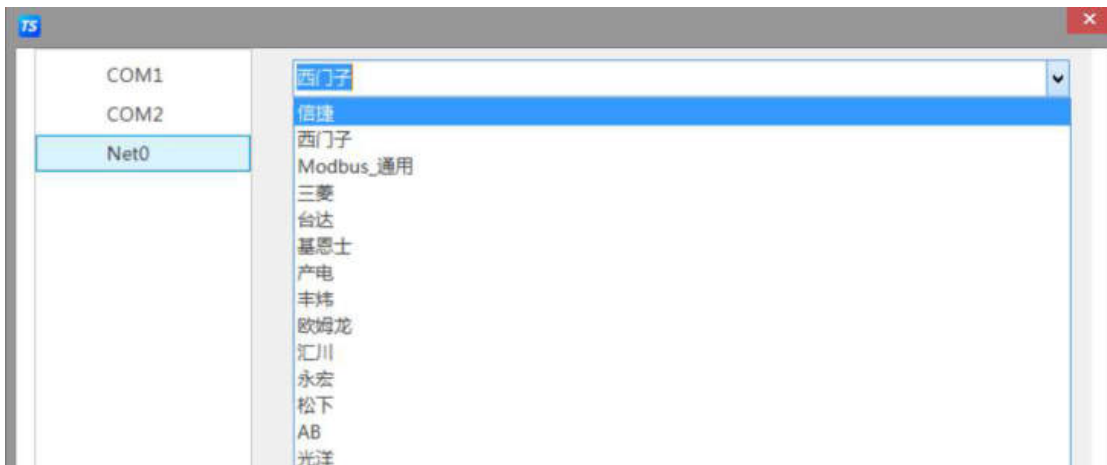 TS
COM1
COM2
Net0
西门子
信捷
西门子
Modbus_通用
三菱
台达
基恩士
产电
丰炜
欧姆龙
汇川
永宏
松下
AB
光洋